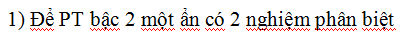 1) Để PT bậc 2 một ẩn có 2 nghiệm phân biệt